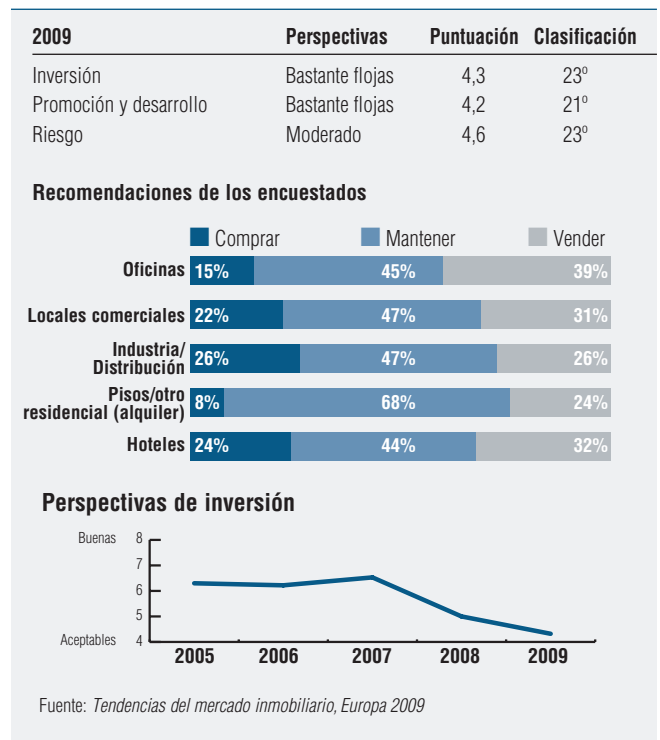 2009 Perspectivas Puntuación Clasificación
Inversión Bastante flojas 4,3 23º
Promoción y desarrollo Bastante flojas 4,2 21º
Riesgo Moderado 4,6 23º
Recomendaciones de los encuestados
Comprar Mantener Vender
Oficinas 15% 45% 39%
Locales comerciales 22% 47% 31%
Industria/
Distribución 26% 47% 26%
Pisos/otro
residencial (alquiler) 8% 68% 24%
Hoteles 24% 44% 32%
Perspectivas de inversión
Buenas 8
7
6
5
Aceptables 4
2005 2006 2007 2008 2009
Fuente: Tendencias del mercado inmobiliario, Europa 2009